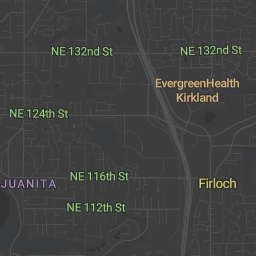 NE 132nd St
NE 132nd St
EvergreenHealth
Kirkland
NE 124th St
NE 116th St
JUANITA
Firloch
NE 112th St